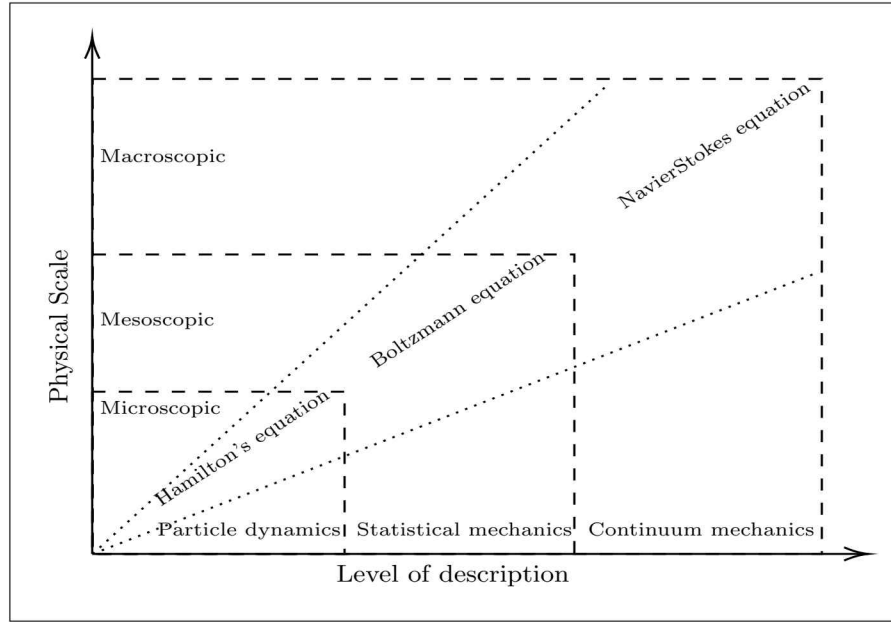 Macroscopic
NavierStokes equation
Mesoscopic
Boltzmann equation
Microscopic
Hamilton's equation
Particle dynamics
Statistical mechanics
Continuum mechanics
Physical Scale
Level of description